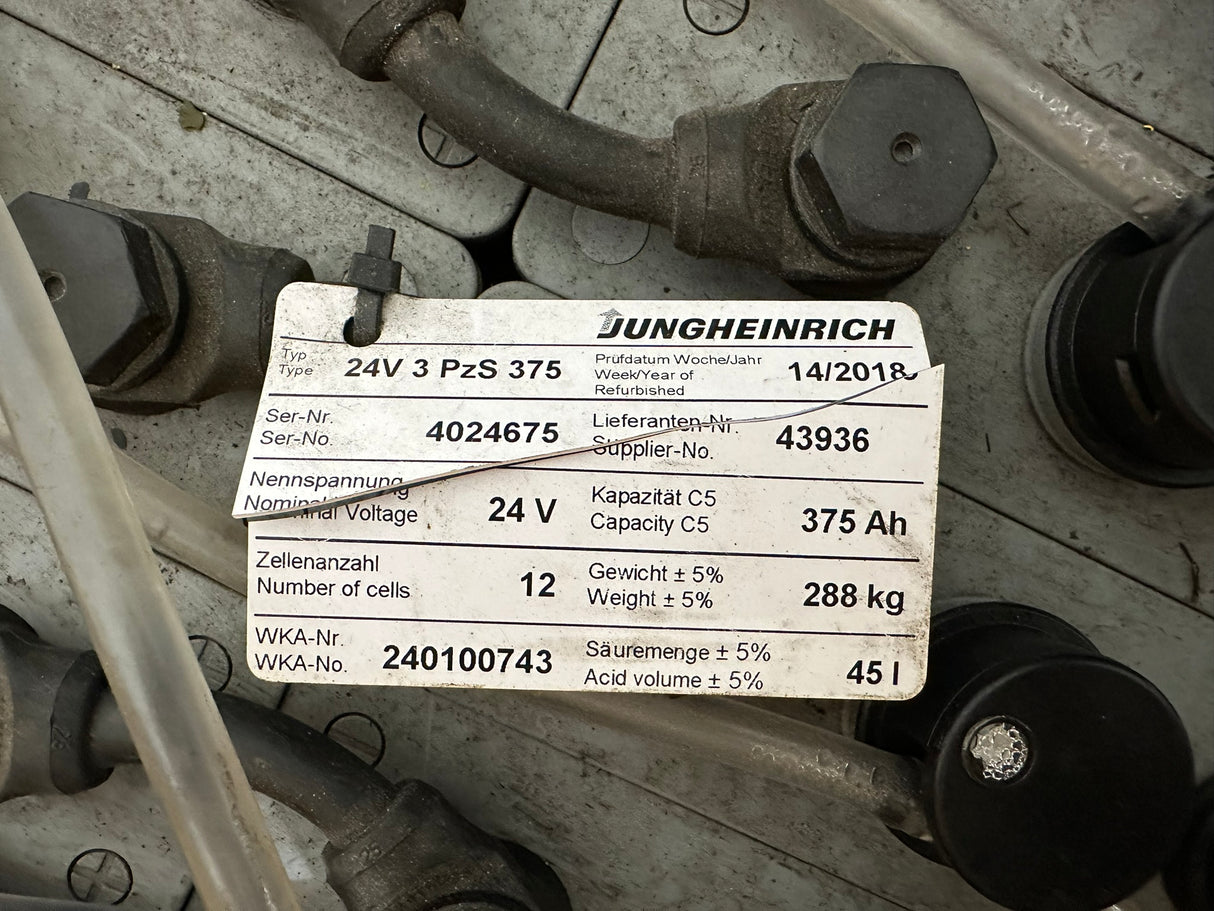 JUNGHEINRICH
Typ
Type
24V 3 PzS 375
Prüfdatum Woche/Jahr
Week/Year of
Refurbished
14/2018
Ser-Nr.
Ser-No.
4024675
Lieferanten-Nr.
Supplier-No.
43936
Nennspannung
Nominal Voltage
24 V
Kapazität C5
Capacity C5
375 Ah
Zellenanzahl
Number of cells
12
Gewicht ± 5%
Weight ± 5%
288 kg
WKA-Nr.
WKA-No.
240100743
Säuremenge ± 5%
Acid volume ± 5%
45 l